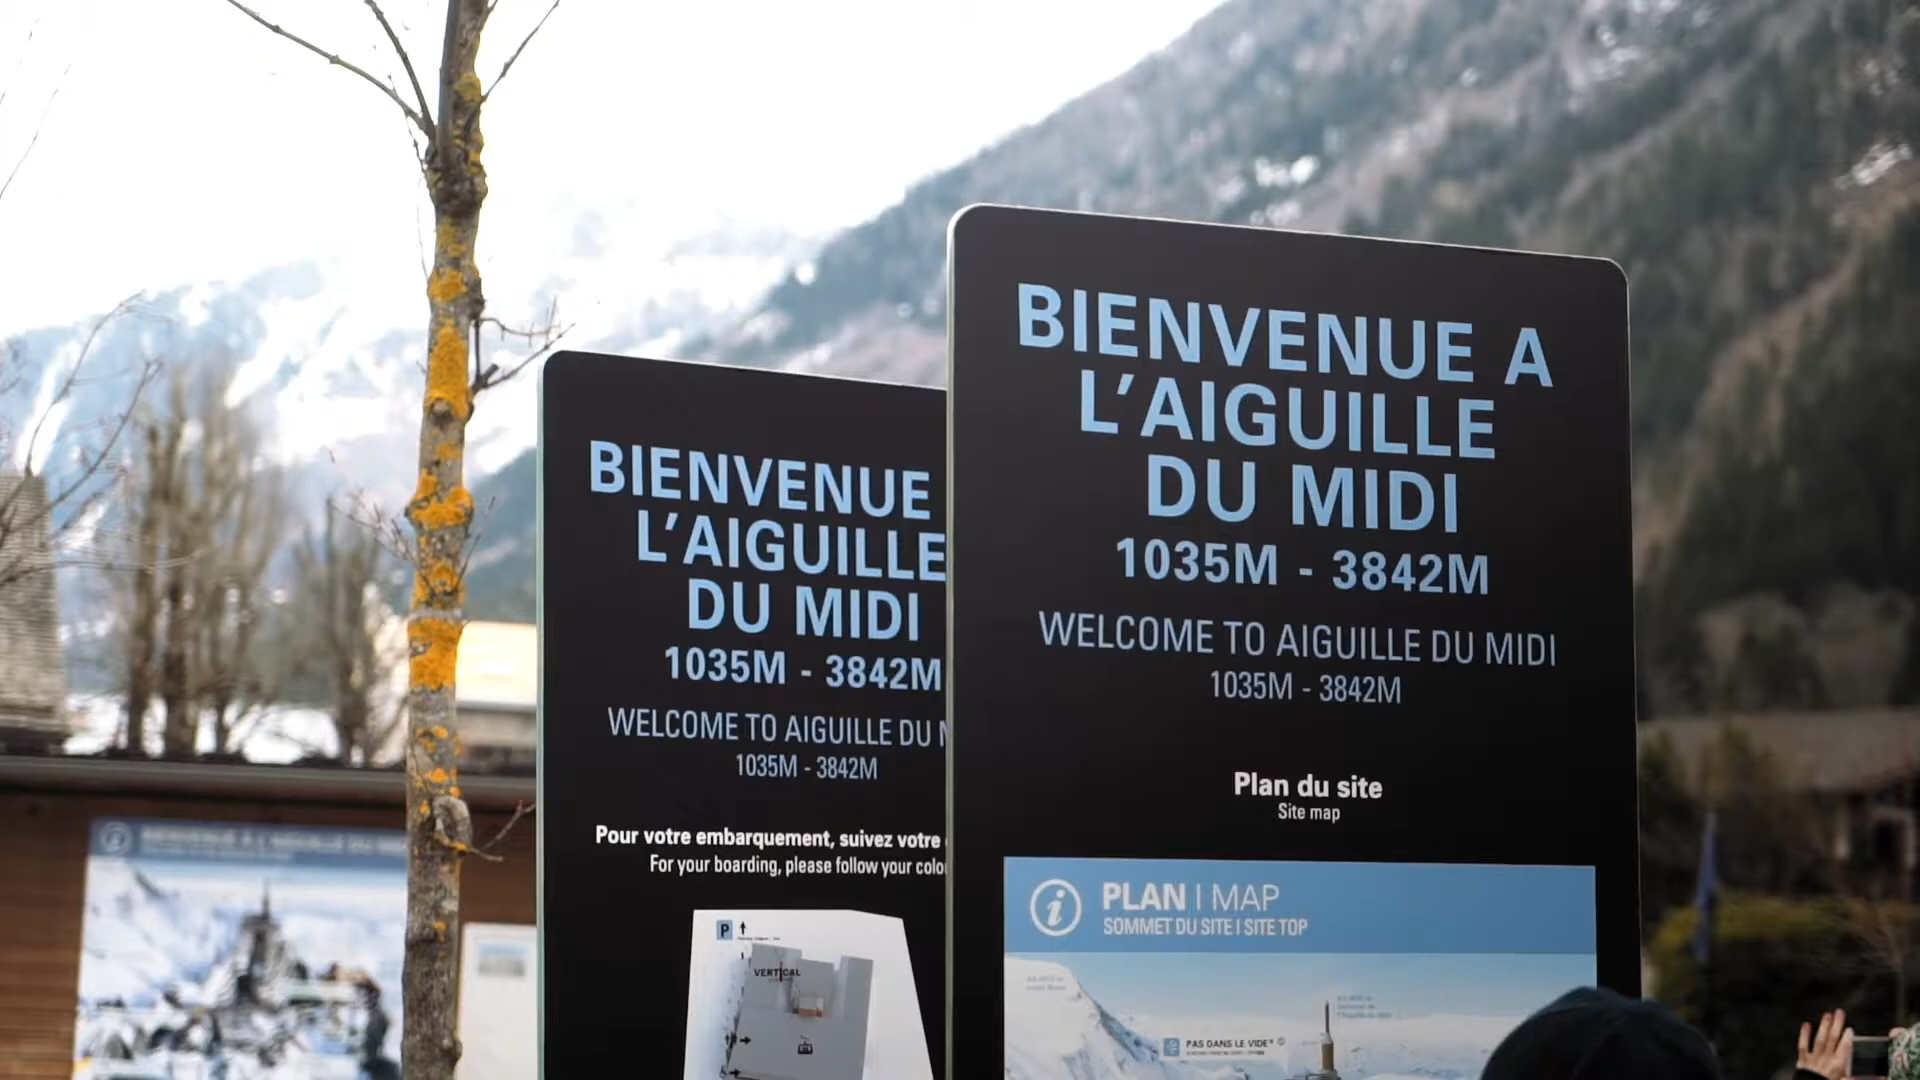 BIENVENUE
L'AIGUILLE
DU MIDI
1035M - 3842M
WELCOME TO AIGUILLE DU
1035M - 3842M
Pour votre embarquement, suivez votre
For your boarding, please follow your
P
VERTICAL
BIENVENUE A
L'AIGUILLE
DU MIDI
1035M - 3842M
WELCOME TO AIGUILLE DU MIDI
1035M - 3842M
Plan du site
Site map
i PLAN I MAP
SOMMET DU SITE I SITE TOP
PAS DANS LE VIDE